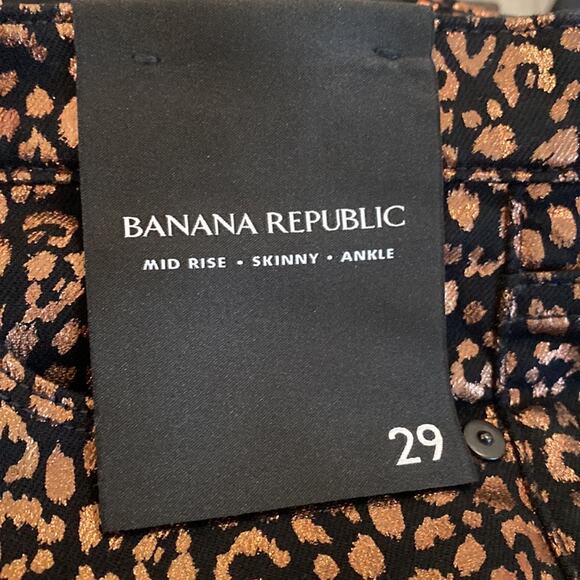 BANANA REPUBLIC
MID RISE • SKINNY • ANKLE
29